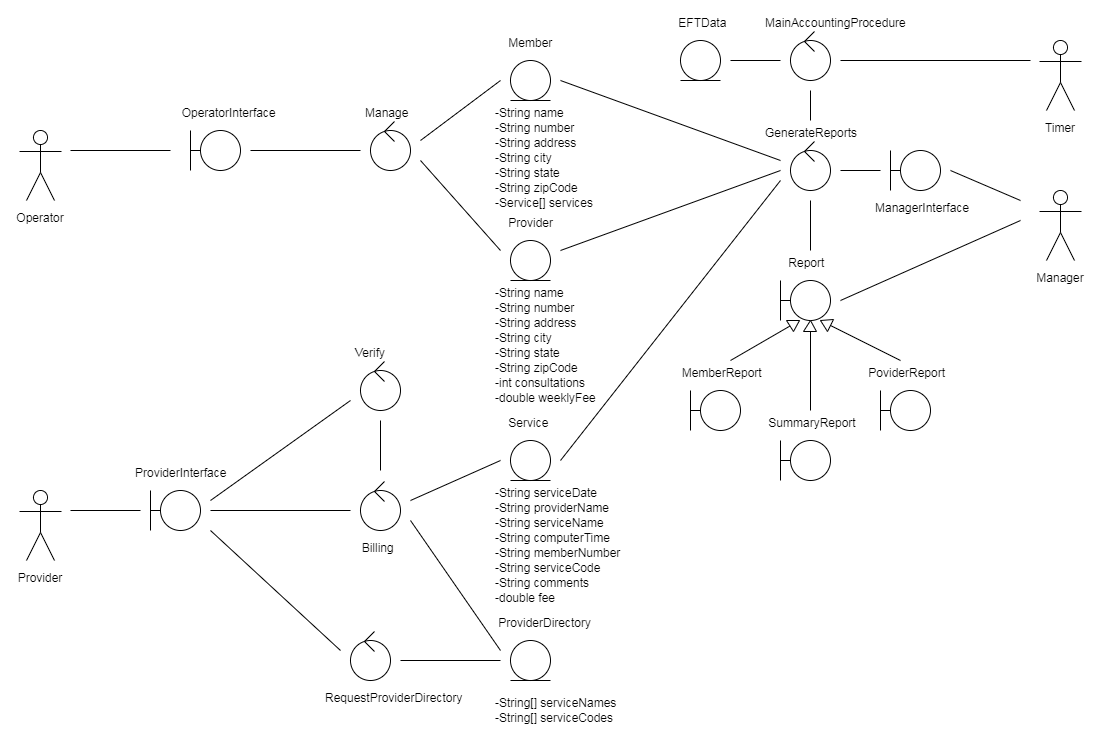 EFTData
MainAccountingProcedure
Member
Timer
OperatorInterface
Manage
-String name
-String number
-String address
-String city
-String state
-String zipCode
-Service[] services
GenerateReports
ManagerInterface
Operator
Provider
Report
Manager
-String name
-String number
-String address
-String city
-String state
-String zipCode
-int consultations
-double weeklyFee
Verify
MemberReport
PoviderReport
SummaryReport
Service
ProviderInterface
-String serviceDate
-String providerName
-String serviceName
-String computerTime
-String memberNumber
-String serviceCode
-String comments
-double fee
Billing
Provider
ProviderDirectory
RequestProviderDirectory
-String[] serviceNames
-String[] serviceCodes